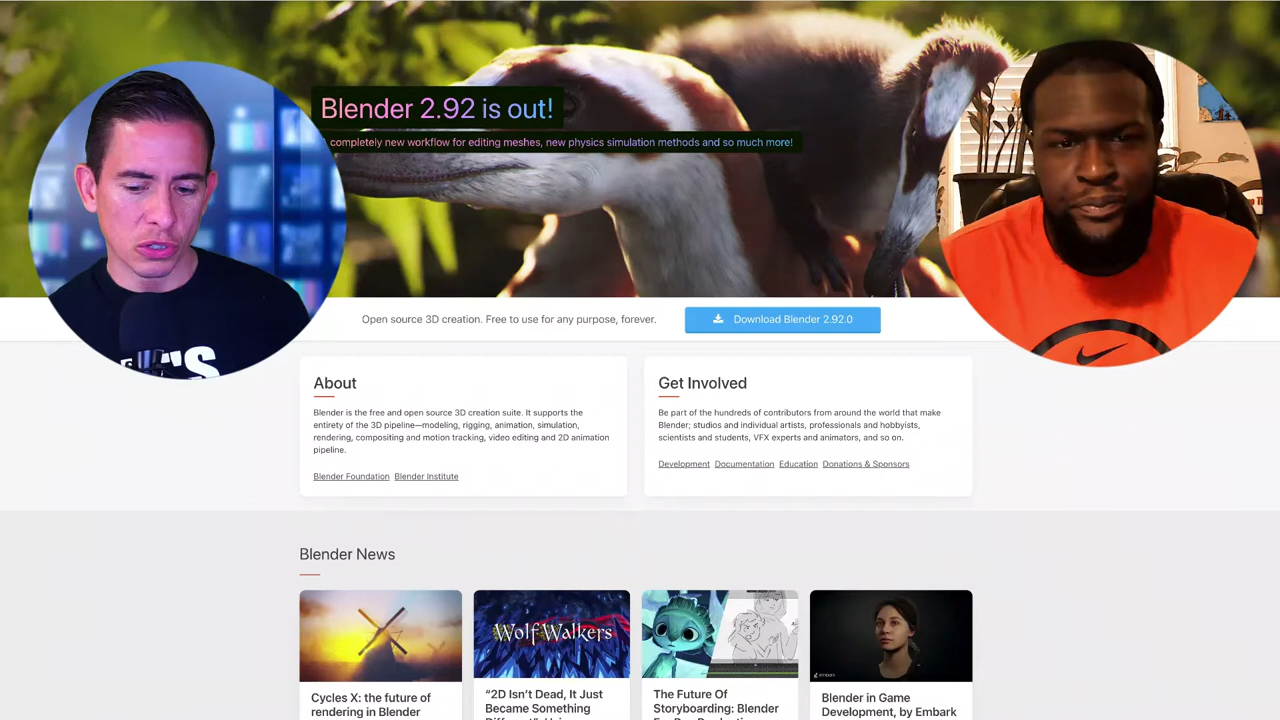 Blender 2.92 is out!
completely new workflow for editing meshes, new physics simulation methods and so much more!
Open source 3D creation. Free to use for any purpose, forever.
Download Blender 2.92.0
About
Blender is the free and open source 3D creation suite. It supports the
entirety of the 3D pipeline—modeling, rigging, animation, simulation,
rendering, compositing and motion tracking, video editing and 2D animation
pipeline.
Blender Foundation Blender Institute
Get Involved
Be part of the hundreds of contributors from around the world that make
Blender; studios and individual artists, professionals and hobbyists,
scientists and students, VFX experts and animators, and so on.
Development Documentation Education Donations & Sponsors
Blender News
WolfWalkers
embark
Cycles X: the future of
rendering in Blender
“2D Isn’t Dead, It Just
Became Something
The Future Of
Storyboarding: Blender
Blender in Game
Development, by Embark